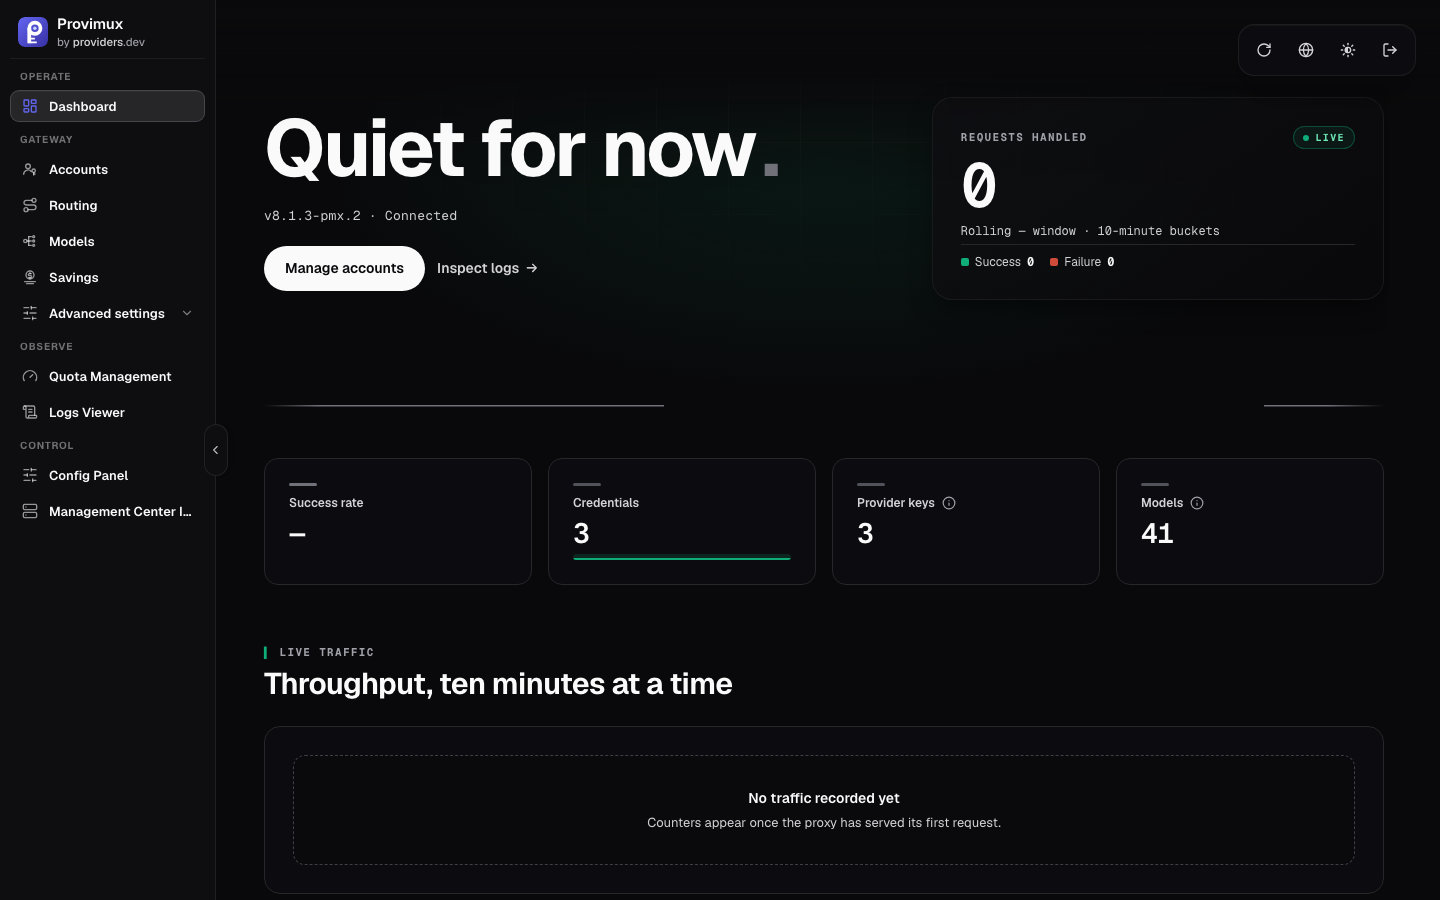 Provimux
by providers.dev
OPERATE
Dashboard
GATEWAY
Accounts
Routing
Models
Savings
Advanced settings
OBSERVE
Quota Management
Logs Viewer
CONTROL
Config Panel
Management Center I...
Quiet for now.
v8.1.3-pmx.2 · Connected
Manage accounts
Inspect logs →
REQUESTS HANDLED
LIVE
0
Rolling — window · 10-minute buckets
Success 0 Failure 0
Success rate
—
Credentials
3
Provider keys
3
Models
41
LIVE TRAFFIC
Throughput, ten minutes at a time
No traffic recorded yet
Counters appear once the proxy has served its first request.